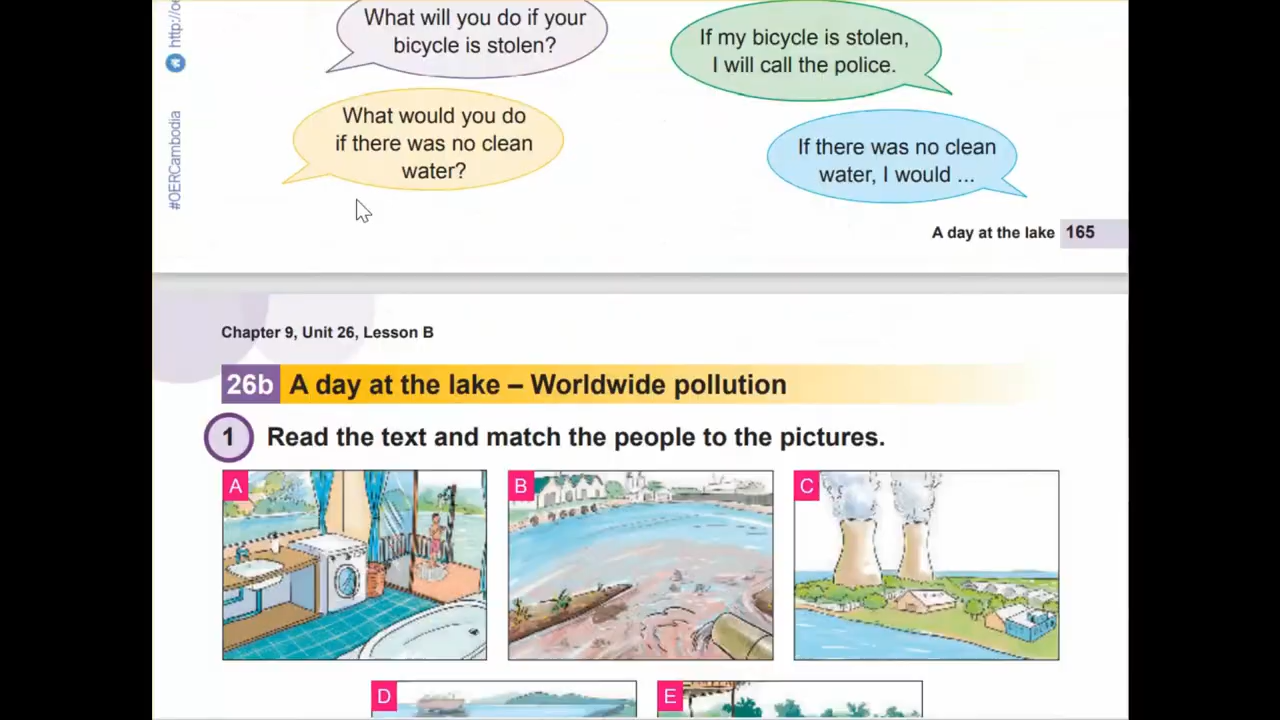 http://oe
#OERCambodia
What will you do if your
bicycle is stolen?
If my bicycle is stolen,
I will call the police.
What would you do
if there was no clean
water?
If there was no clean
water, I would ...
A day at the lake 165
Chapter 9, Unit 26, Lesson B
26b A day at the lake – Worldwide pollution
1 Read the text and match the people to the pictures.
A
B
C
D
E